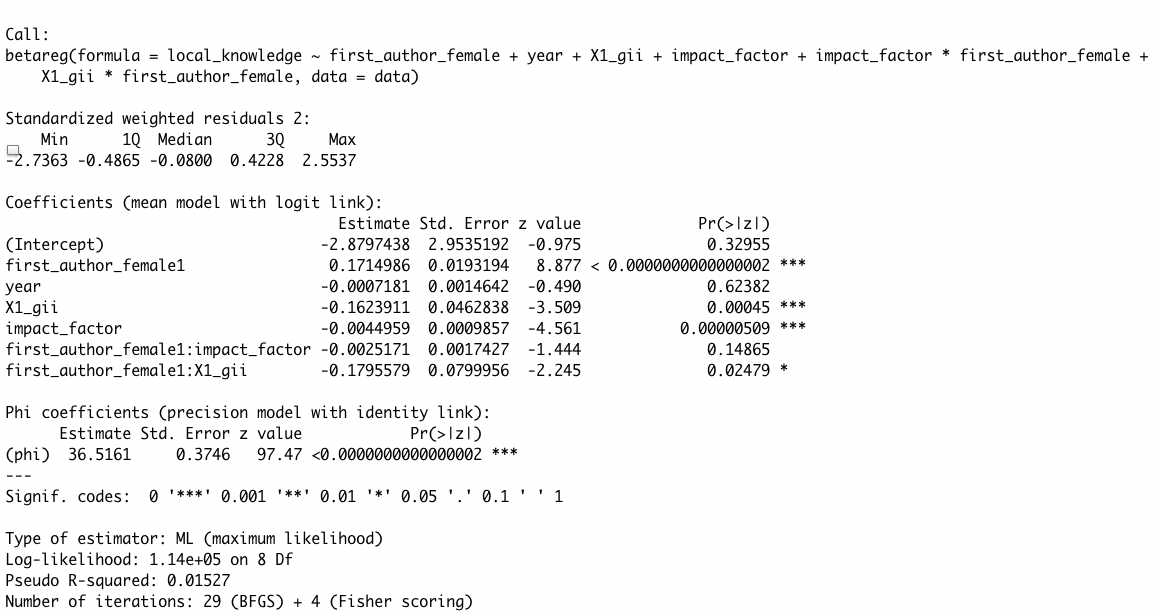 Call:
betareg(formula = local_knowledge ~ first_author_female + year + X1_gii + impact_factor + impact_factor * first_author_female +
    X1_gii * first_author_female, data = data)

Standardized weighted residuals 2:
    Min      1Q  Median      3Q     Max
-2.7363 -0.4865 -0.0800  0.4228  2.5537

Coefficients (mean model with logit link):
                                    Estimate Std. Error z value             Pr(>|z|)
(Intercept)                       -2.8797438  2.9535192  -0.975              0.32955
first_author_female1               0.1714986  0.0193194   8.877 < 0.0000000000000002 ***
year                              -0.0007181  0.0014642  -0.490              0.62382
X1_gii                            -0.1623911  0.0462838  -3.509              0.00045 ***
impact_factor                     -0.0044959  0.0009857  -4.561           0.00000509 ***
first_author_female1:impact_factor -0.0025171  0.0017427  -1.444              0.14865
first_author_female1:X1_gii       -0.1795579  0.0799956  -2.245              0.02479 *

Phi coefficients (precision model with identity link):
      Estimate Std. Error z value            Pr(>|z|)
(phi)  36.5161     0.3746   97.47 <0.0000000000000002 ***
---
Signif. codes:  0 '***' 0.001 '**' 0.01 '*' 0.05 '.' 0.1 ' ' 1

Type of estimator: ML (maximum likelihood)
Log-likelihood: 1.14e+05 on 8 Df
Pseudo R-squared: 0.01527
Number of iterations: 29 (BFGS) + 4 (Fisher scoring)